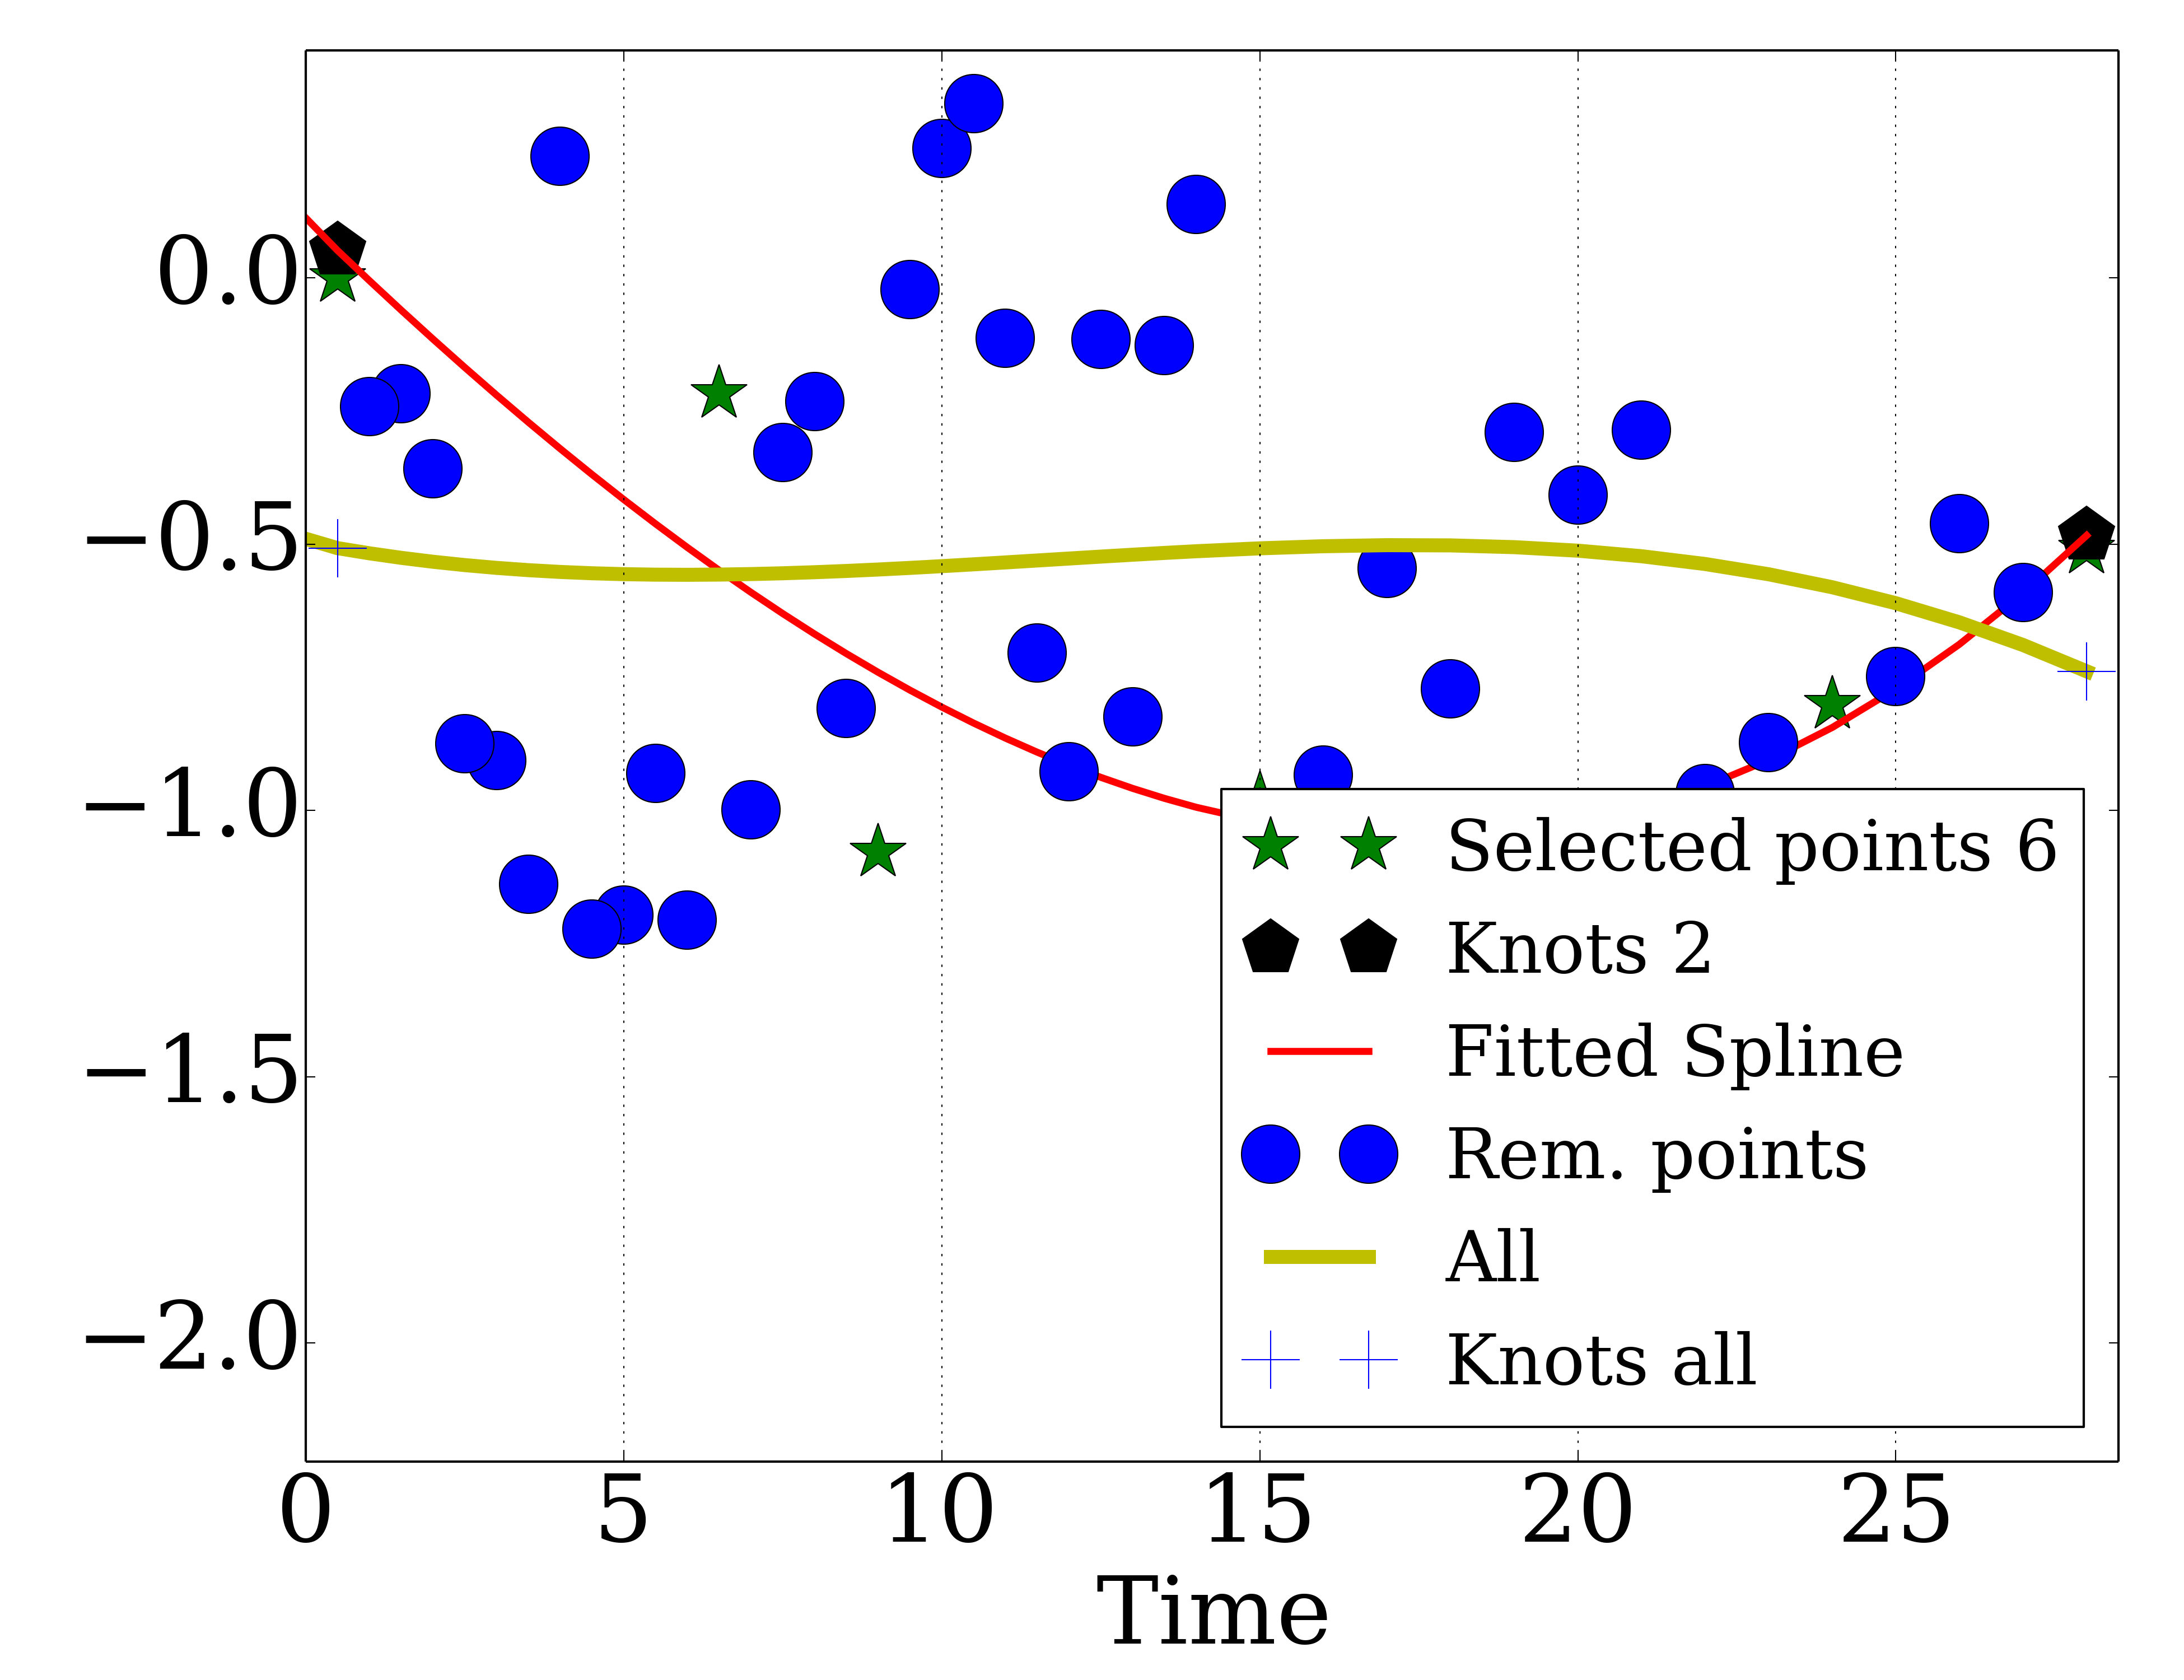 0.0
−0.5
−1.0
−1.5
−2.0
Selected points 6
Knots 2
Fitted Spline
Rem. points
All
Knots all
0 5 10 15 20 25
Time